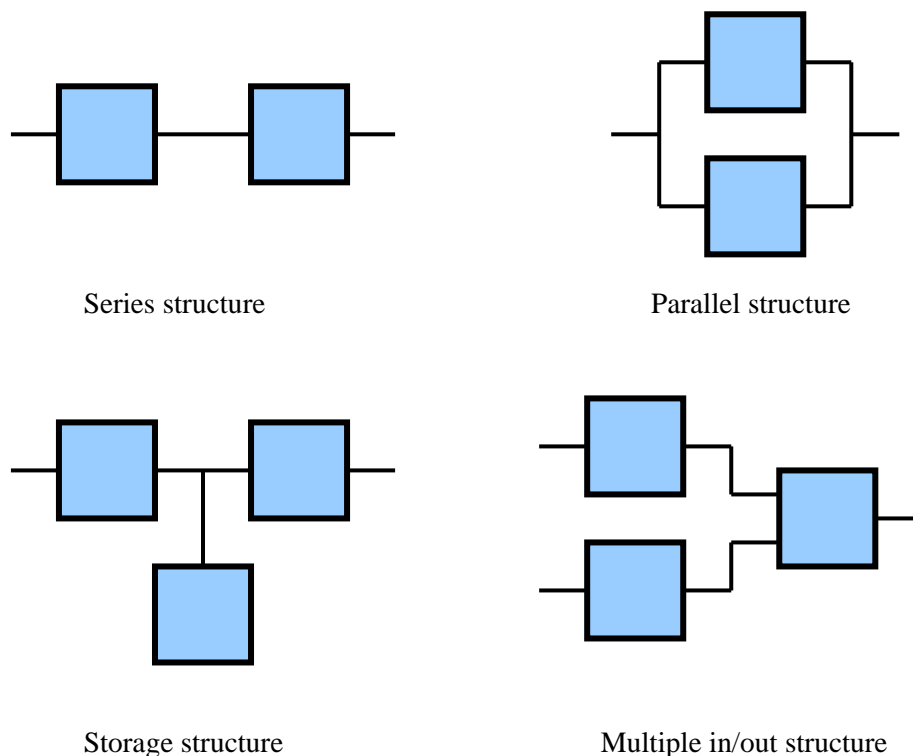 Series structure
Parallel structure
Storage structure
Multiple in/out structure